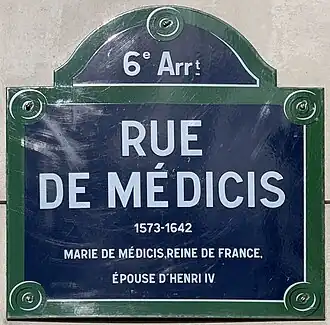 6e Arrt
RUE
DE MÉDICIS
1573-1642
MARIE DE MÉDICIS,REINE DE FRANCE,
ÉPOUSE D'HENRI IV